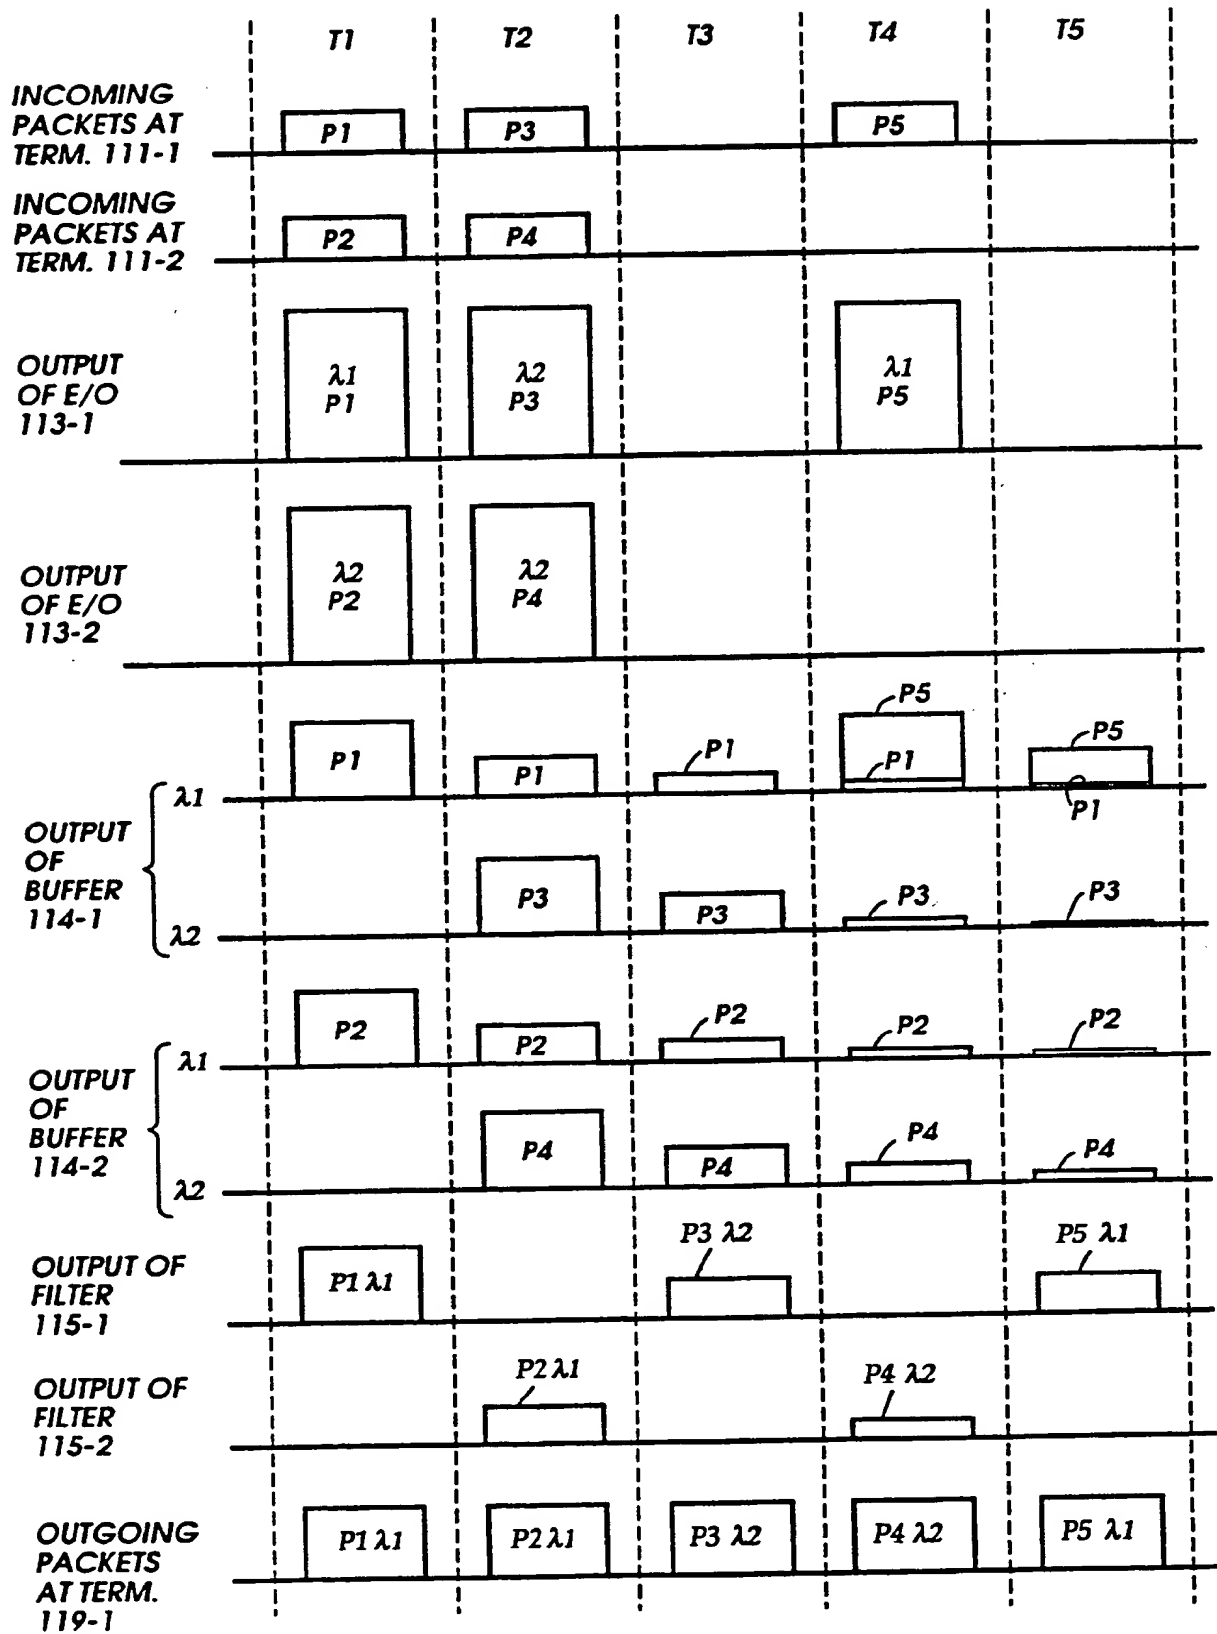 T1 T2 T3 T4 T5
INCOMING
PACKETS AT
TERM. 111-1
P1 P3 P5
INCOMING
PACKETS AT
TERM. 111-2
P2 P4
OUTPUT
OF E/O
113-1
λ1
P1
λ2
P3
λ1
P5
OUTPUT
OF E/O
113-2
λ2
P2
λ2
P4
OUTPUT
OF
BUFFER
114-1
λ1
P1 P1 P1 P5 P1 P5 P1
λ2
P3 P3 P3 P3
OUTPUT
OF
BUFFER
114-2
λ1
P2 P2 P2 P2 P2
λ2
P4 P4 P4 P4
OUTPUT OF
FILTER
115-1
P1 λ1 P3 λ2 P5 λ1
OUTPUT OF
FILTER
115-2
P2 λ1 P4 λ2
OUTGOING
PACKETS
AT TERM.
119-1
P1 λ1 P2 λ1 P3 λ2 P4 λ2 P5 λ1